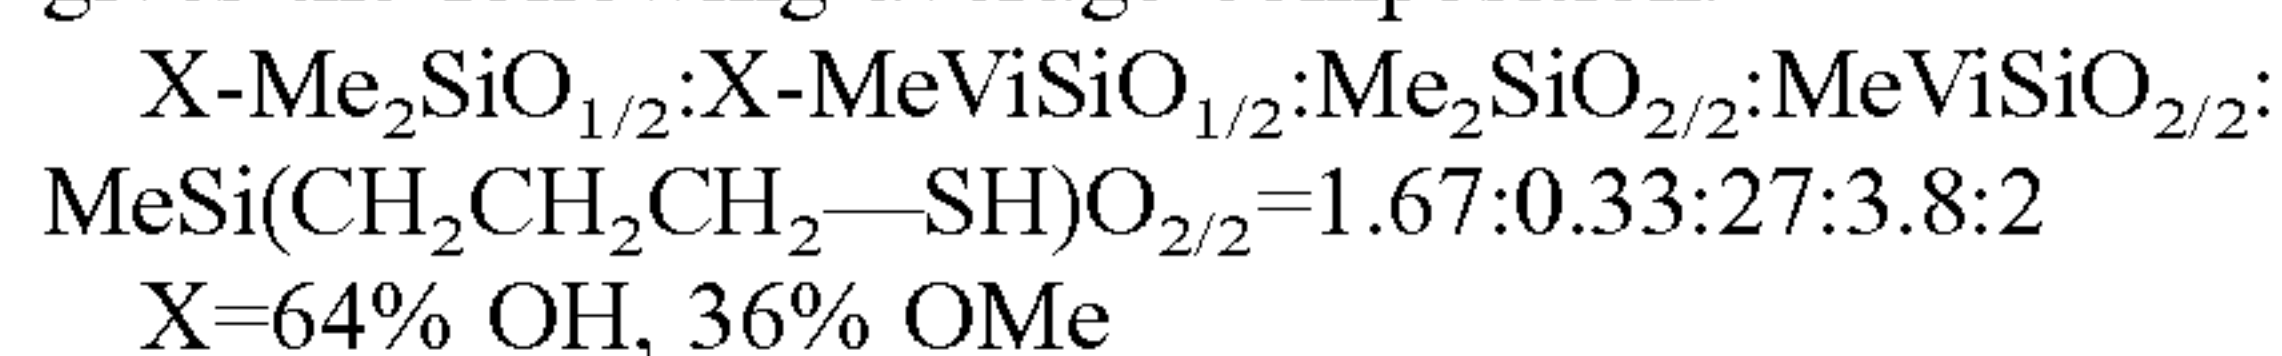 X-Me₂SiO₁/₂:X-MeViSiO₁/₂:Me₂SiO₂/₂:MeViSiO₂/₂:
MeSi(CH₂CH₂CH₂—SH)O₂/₂=1.67:0.33:27:3.8:2
X=64% OH, 36% OMe